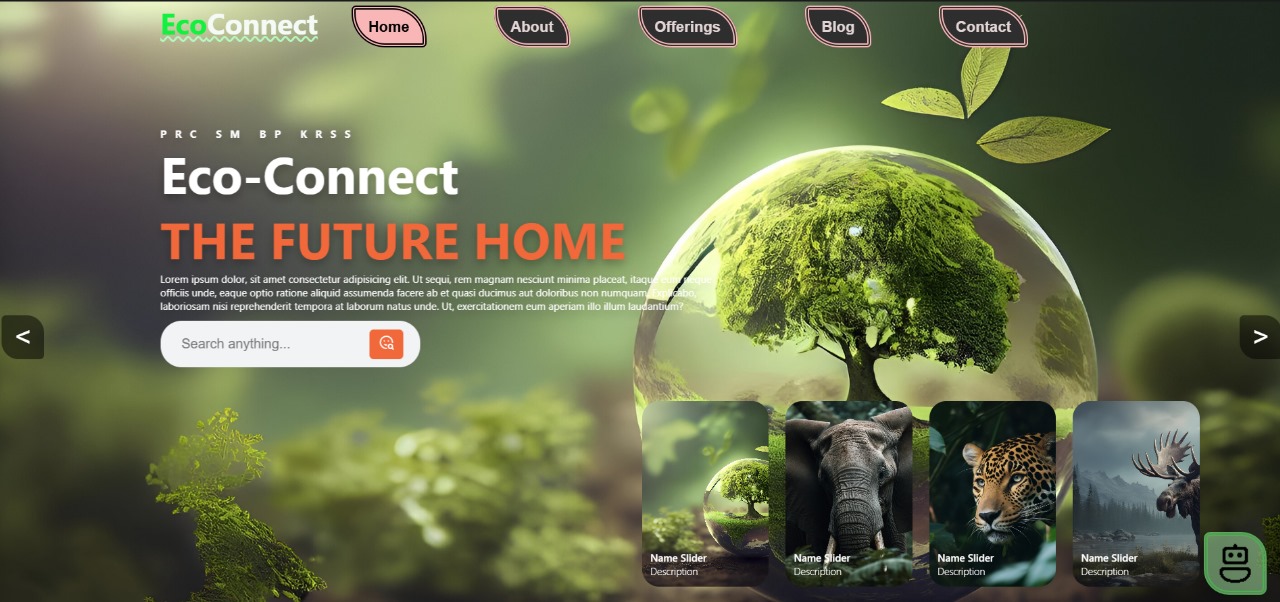 EcoConnect
Home
About
Offerings
Blog
Contact
PRC SM BP KRSS
Eco-Connect
THE FUTURE HOME
Lorem ipsum dolor, sit amet consectetur adipisicing elit. Ut sequi, rem magnam nesciunt minima placeat, itaque eum neque
officiis unde, eaque optio ratione aliquid assumenda facere ab et quasi ducimus aut doloribus non numquam. Explicabo,
laboriosam nisi reprehenderit tempora at laborum natus unde. Ut, exercitationem eum aperiam illo illum laudantium?
Search anything...
<
>
Name Slider
Description
Name Slider
Description
Name Slider
Description
Name Slider
Description